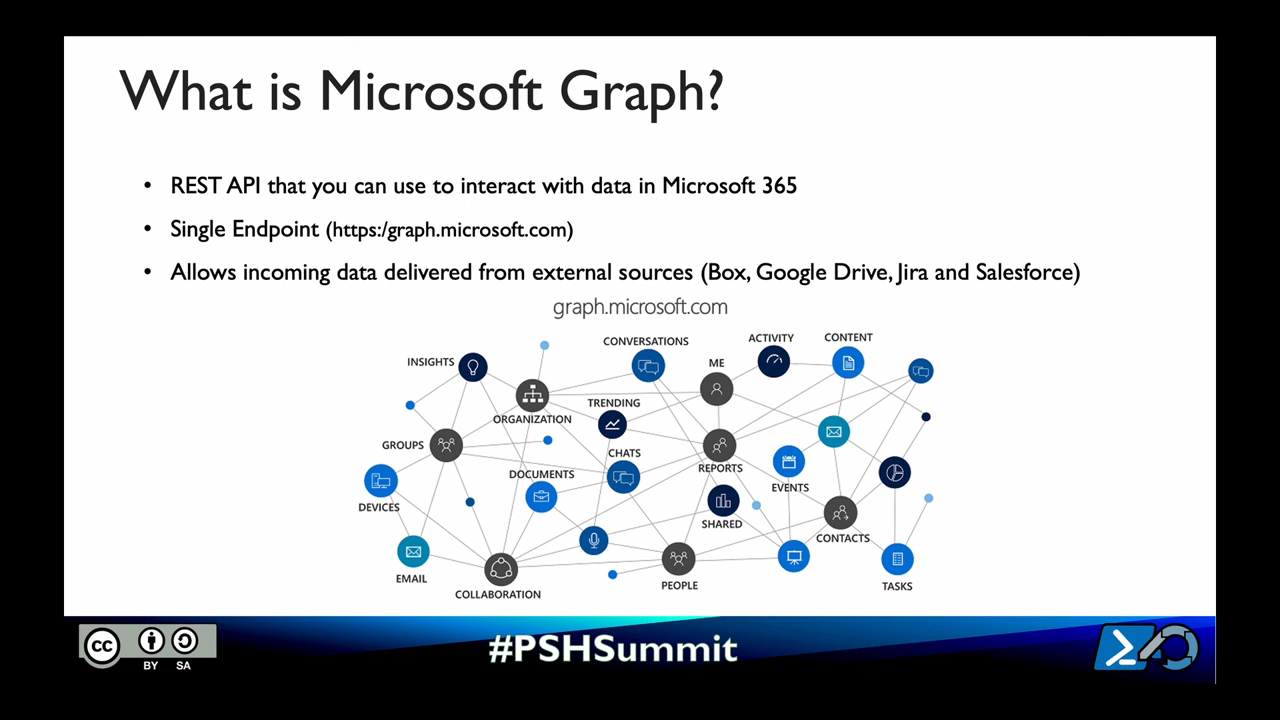 What is Microsoft Graph?
• REST API that you can use to interact with data in Microsoft 365
• Single Endpoint (https:/graph.microsoft.com)
• Allows incoming data delivered from external sources (Box, Google Drive, Jira and Salesforce)
graph.microsoft.com
CONVERSATIONS
ACTIVITY
CONTENT
INSIGHTS
ME
TRENDING
ORGANIZATION
GROUPS
CHATS
REPORTS
DOCUMENTS
EVENTS
DEVICES
SHARED
CONTACTS
EMAIL
PEOPLE
TASKS
COLLABORATION
cc
BY SA
#PSHSummit